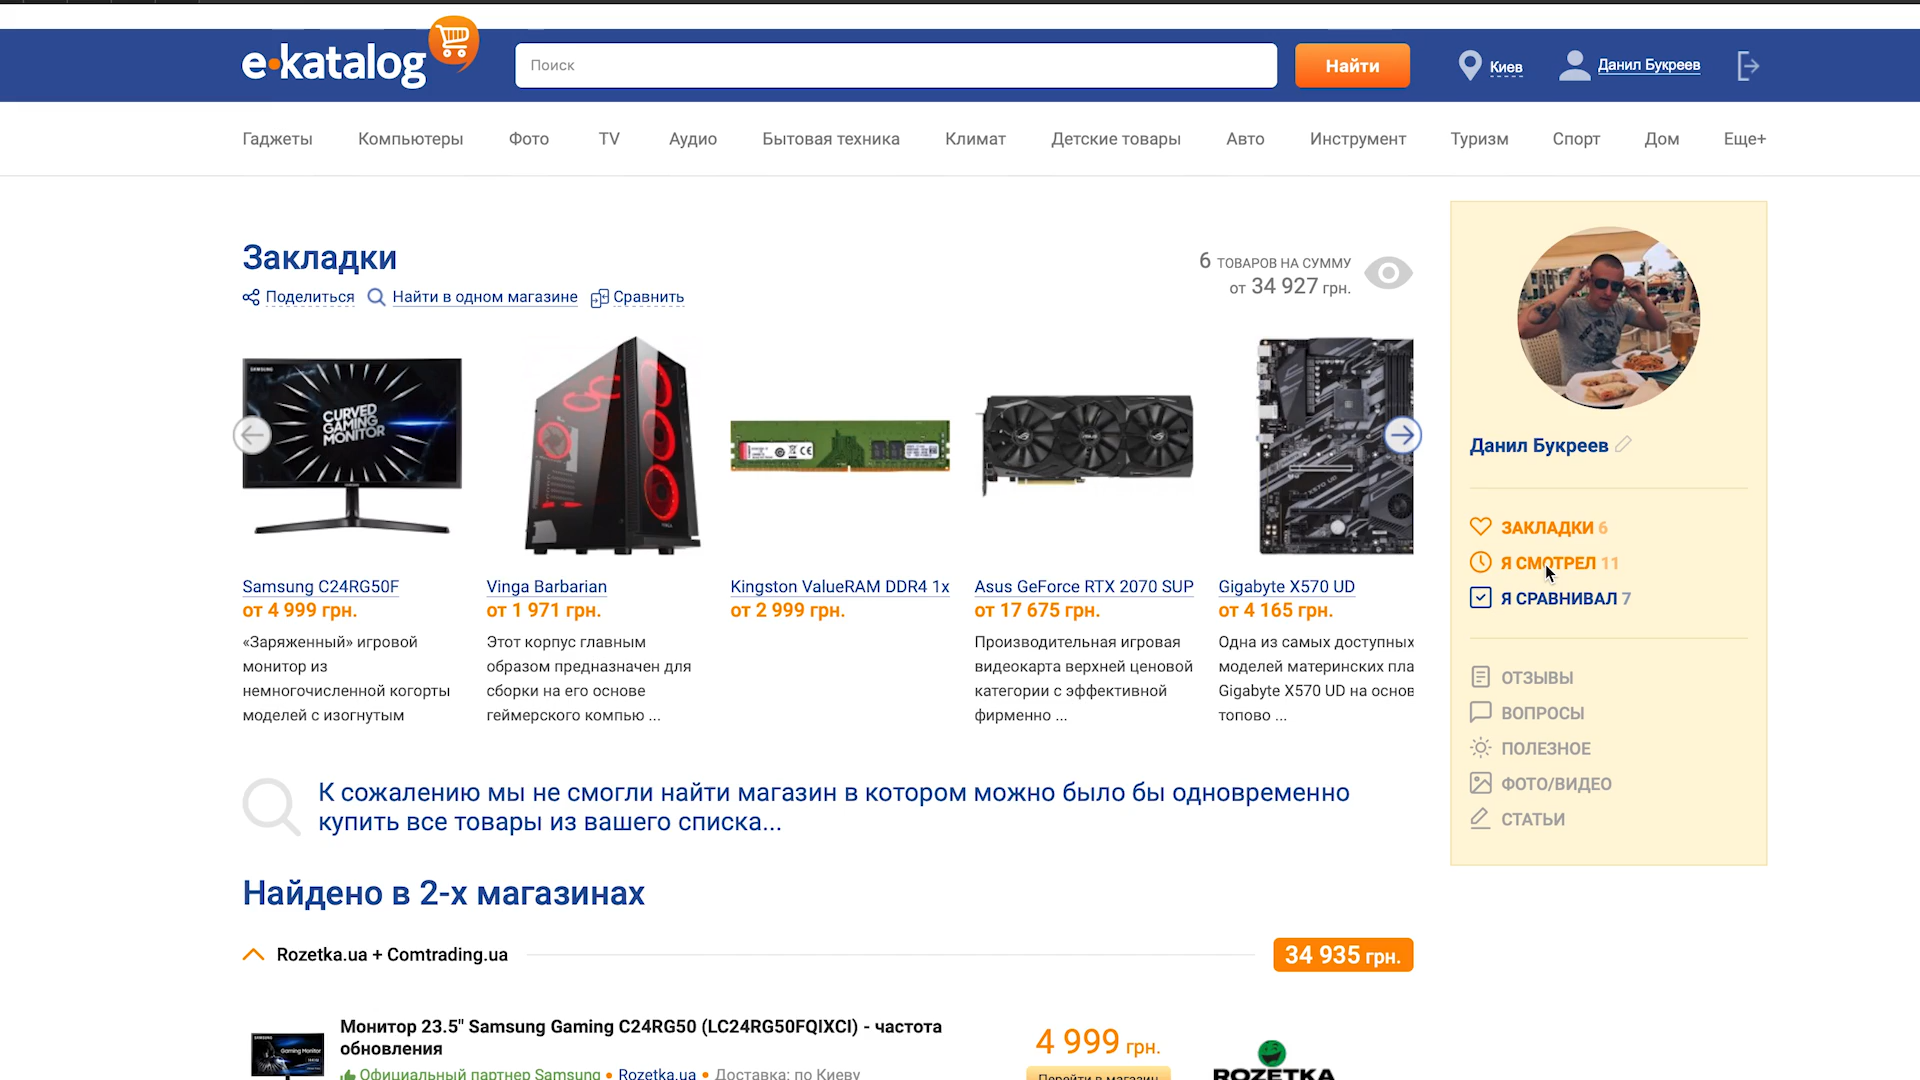 e-katalog
Поиск
Найти
Киев
Данил Букреев
Гаджеты Компьютеры Фото TV Аудио Бытовая техника Климат Детские товары Авто Инструмент Туризм Спорт Дом Еще+
Закладки
Поделиться Найти в одном магазине Сравнить
6 ТОВАРОВ НА СУММУ
от 34 927 грн.
SAMSUNG
CURVED
GAMING
MONITOR
Samsung C24RG50F
от 4 999 грн.
«Заряженный» игровой
монитор из
немногочисленной когорты
моделей с изогнутым
Vinga Barbarian
от 1 971 грн.
Этот корпус главным
образом предназначен для
сборки на его основе
геймерского компью ...
Kingston ValueRAM DDR4 1x
от 2 999 грн.
Asus GeForce RTX 2070 SUP
от 17 675 грн.
Производительная игровая
видеокарта верхней ценовой
категории с эффективной
фирменно ...
X570 UD
Gigabyte X570 UD
от 4 165 грн.
Одна из самых доступных
моделей материнских пла
Gigabyte X570 UD на основ
топово ...
К сожалению мы не смогли найти магазин в котором можно было бы одновременно
купить все товары из вашего списка...
Найдено в 2-х магазинах
Rozetka.ua + Comtrading.ua
34 935 грн.
Монитор 23.5" Samsung Gaming C24RG50 (LC24RG50FQIXCI) - частота
обновления
Официальный партнер Samsung • Rozetka.ua • Доставка: по Киеву
Gaming Monitor
4 999 грн.
Перейти в магазин
ROZETKA
Данил Букреев
ЗАКЛАДКИ 6
Я СМОТРЕЛ 11
Я СРАВНИВАЛ 7
ОТЗЫВЫ
ВОПРОСЫ
ПОЛЕЗНОЕ
ФОТО/ВИДЕО
СТАТЬИ